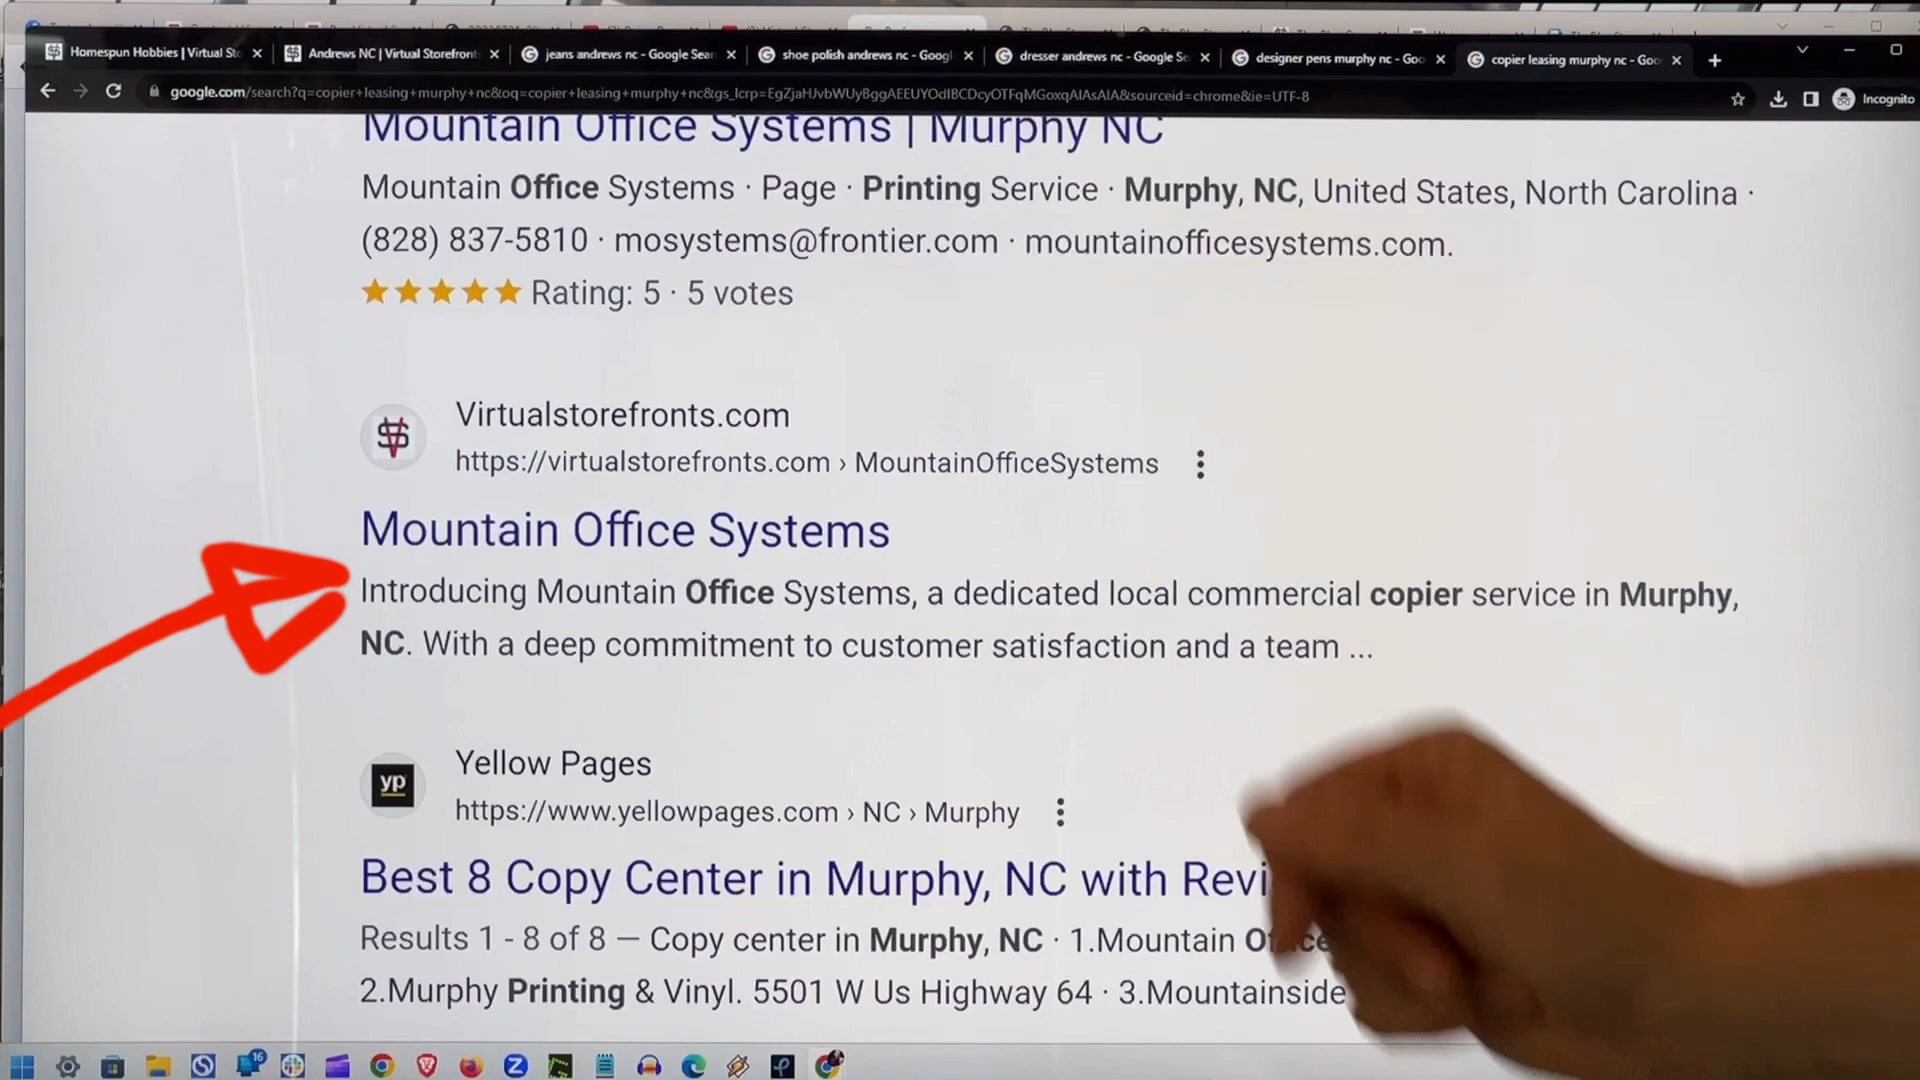 Homespun Hobbies | Virtual Sto
Andrews NC | Virtual Storefront
jeans andrews nc - Google Sear
shoe polish andrews nc - Googl
dresser andrews nc - Google Se
designer pens murphy nc - Goo
copier leasing murphy nc - Goo
google.com/search?q=copier+leasing+murphy+nc&oq=copier+leasing+murphy+nc&gs_lcrp=EgZjaHJvbWUyBggAEEUYOdIBCDcyOTFqMGoxqAIAsAIA&sourceid=chrome&ie=UTF-8
Incognito
Mountain Office Systems | Murphy NC
Mountain Office Systems · Page · Printing Service · Murphy, NC, United States, North Carolina ·
(828) 837-5810 · mosystems@frontier.com · mountainofficesystems.com.
Rating: 5 · 5 votes
Virtualstorefronts.com
https://virtualstorefronts.com › MountainOfficeSystems
Mountain Office Systems
Introducing Mountain Office Systems, a dedicated local commercial copier service in Murphy,
NC. With a deep commitment to customer satisfaction and a team ...
yp
Yellow Pages
https://www.yellowpages.com › NC › Murphy
Best 8 Copy Center in Murphy, NC with Revi
Results 1 - 8 of 8 — Copy center in Murphy, NC · 1.Mountain Office
2.Murphy Printing & Vinyl. 5501 W Us Highway 64 · 3.Mountainside
16